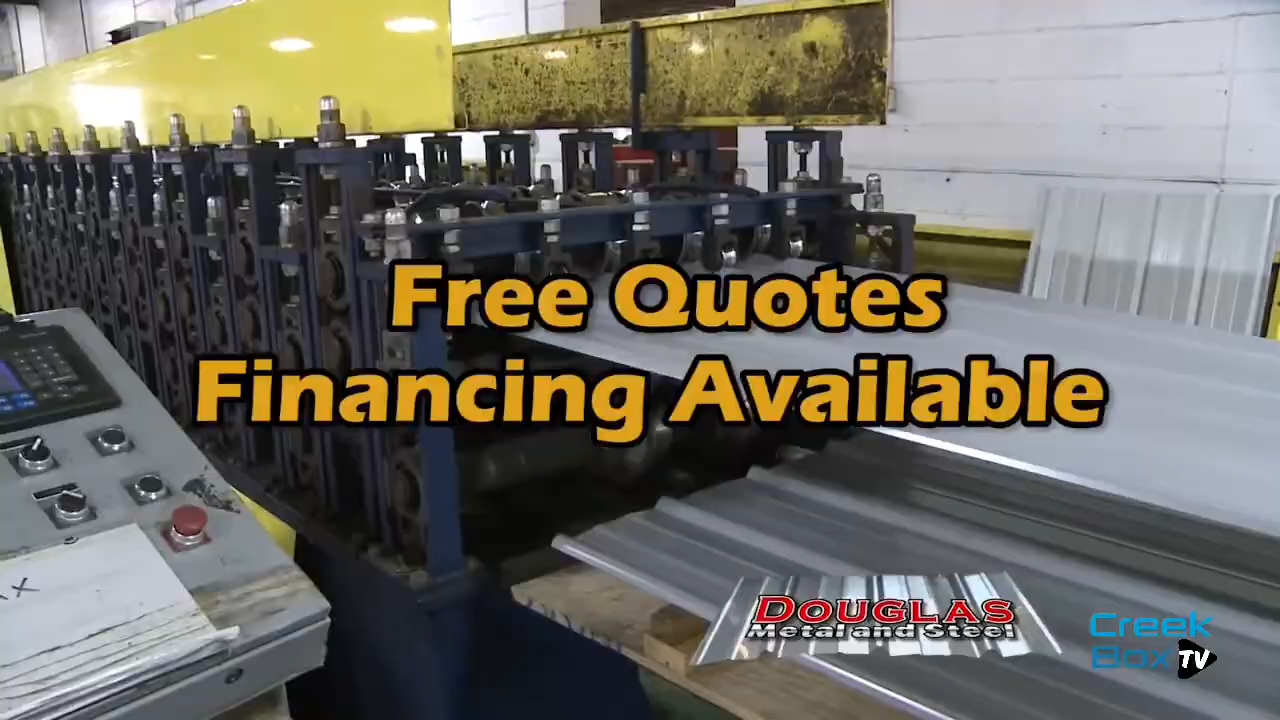 Free Quotes
Financing Available
DOUGLAS
Metal and Steel
Creek
Box TV
X